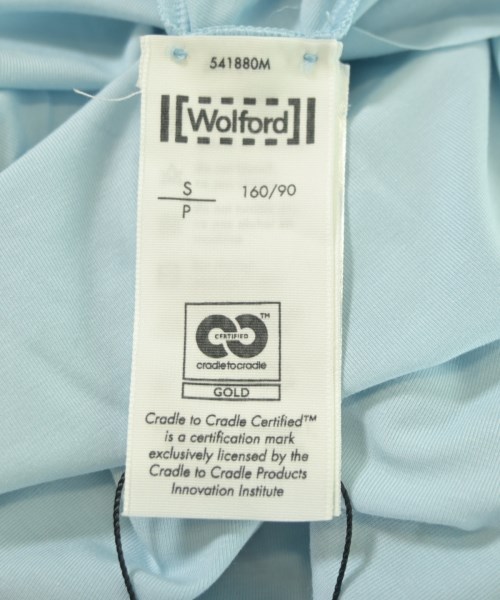 541880M
Wolford
S 160/90
P
CERTIFIED
TM
cradletocradle
GOLD
Cradle to Cradle Certified™
is a certification mark
exclusively licensed by the
Cradle to Cradle Products
Innovation Institute